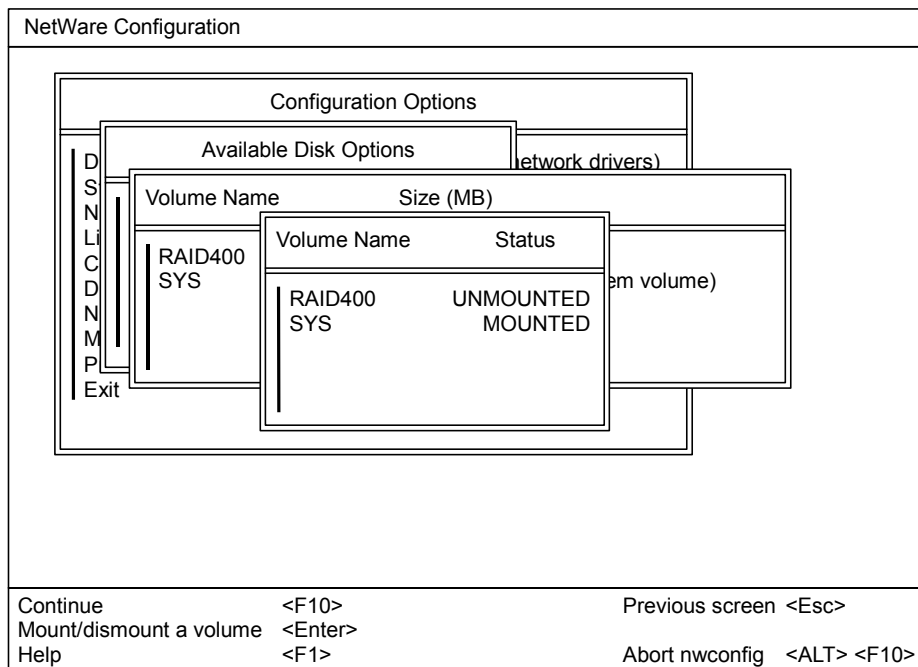 NetWare Configuration
Configuration Options
Available Disk Options
network drivers)
Volume Name Size (MB)
Volume Name Status
RAID400
SYS
em volume)
RAID400 UNMOUNTED
SYS MOUNTED
D
S
N
Li
C
D
N
M
P
Exit
Continue <F10> Previous screen <Esc>
Mount/dismount a volume <Enter>
Help <F1> Abort nwconfig <ALT> <F10>